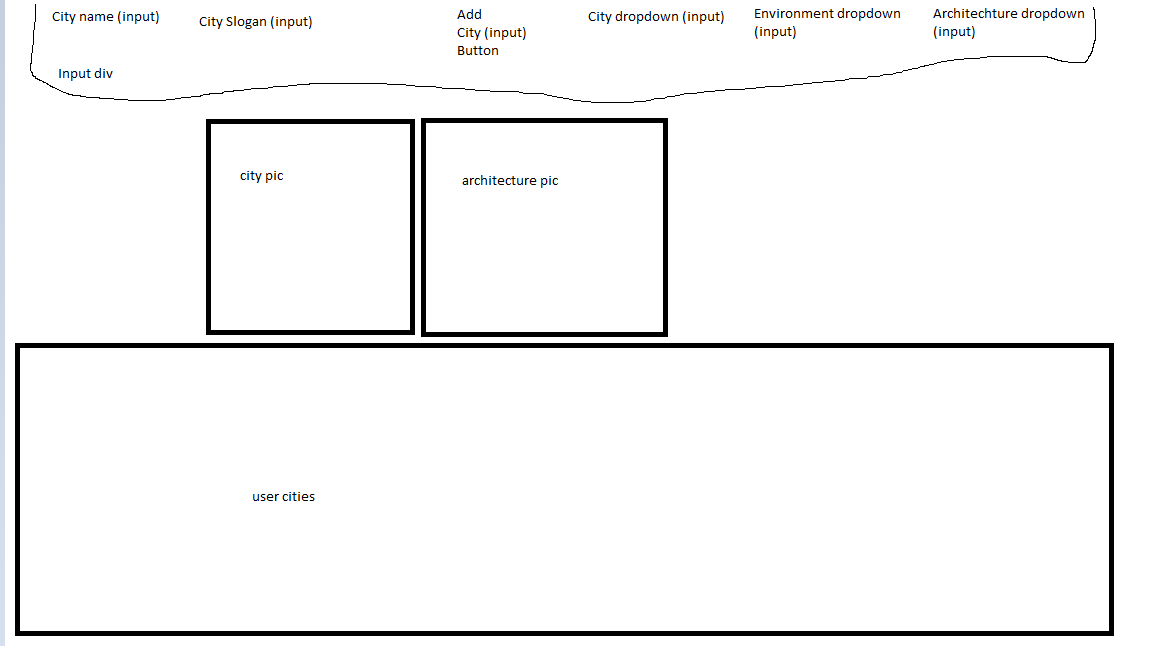 City name (input)
City Slogan (input)
Add
City (input)
Button
City dropdown (input)
Environment dropdown
(input)
Architechture dropdown
(input)
Input div
city pic
architecture pic
user cities